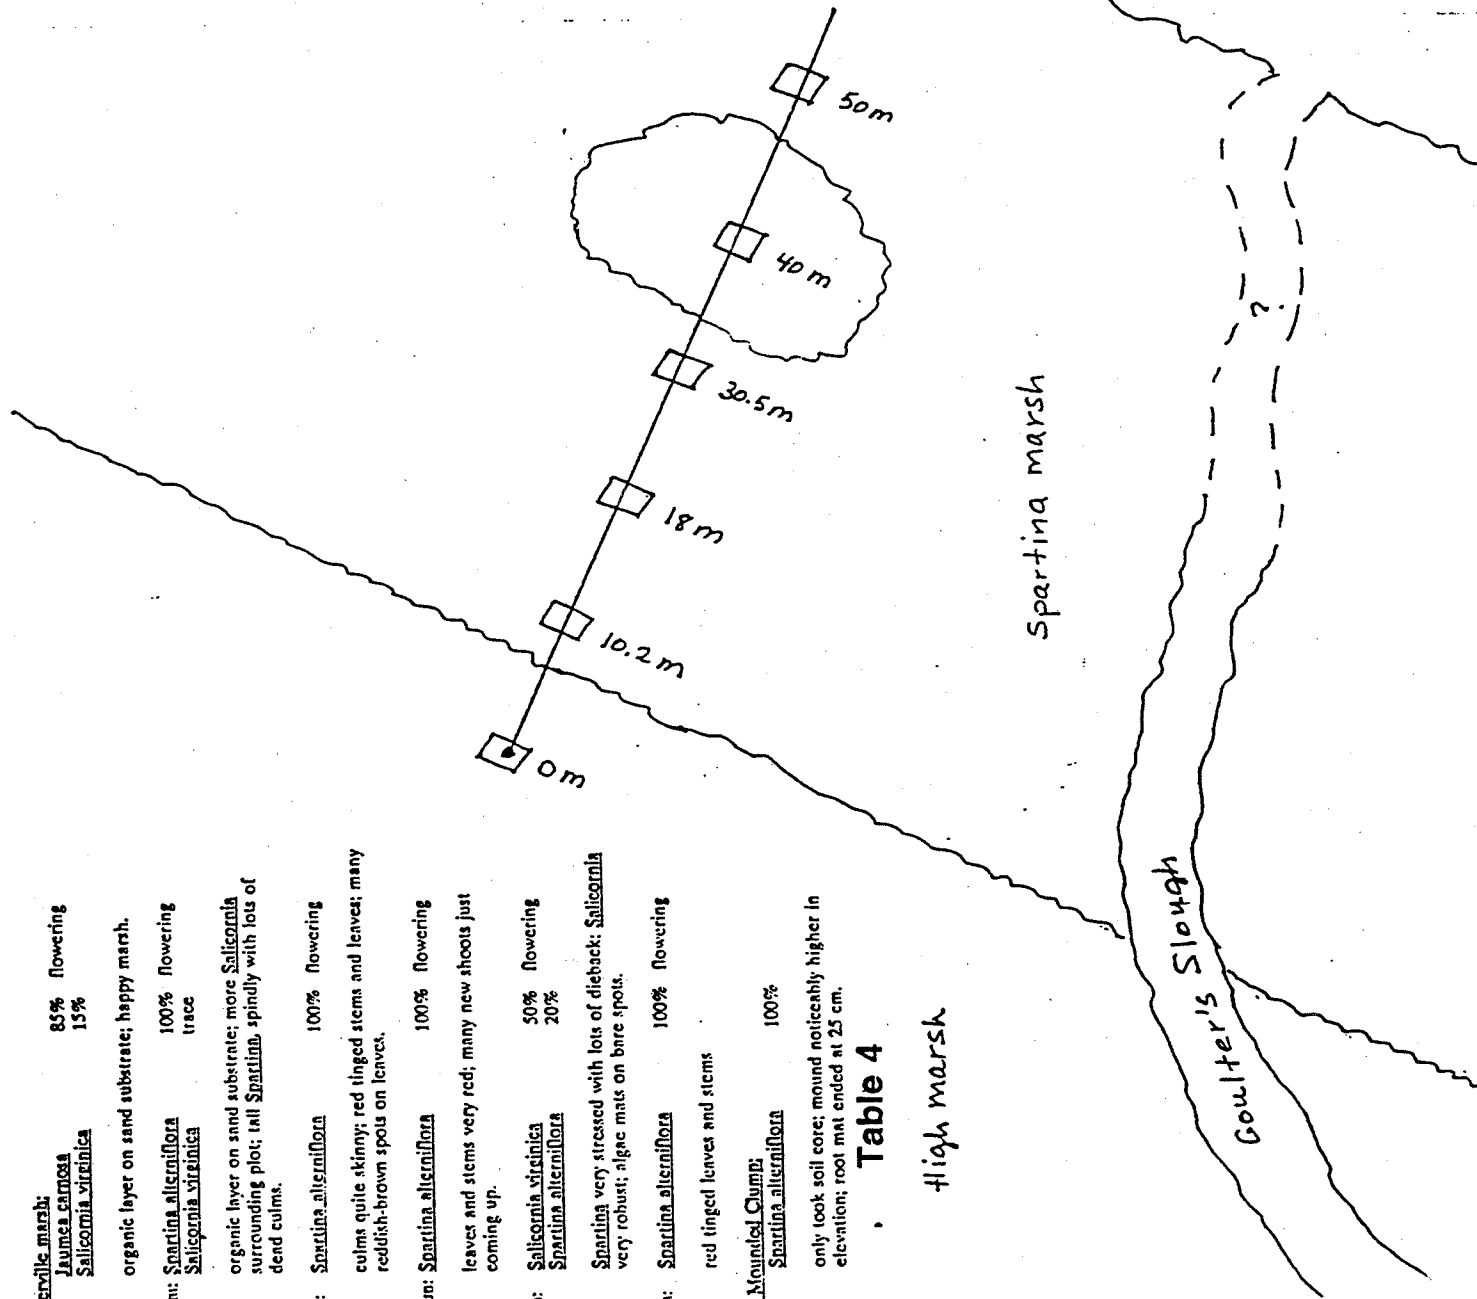 erville marsh:
Jaumea carnosa 85% flowering
Salicornia virginica 15%
organic layer on sand substrate; happy marsh.
m: Spartina alterniflora 100% flowering
Salicornia virginica trace
organic layer on sand substrate; more Salicornia
surrounding plot; tall Spartina, spindly with lots of
dead culms.
: Spartina alterniflora 100% flowering
culms quite skinny; red tinged stems and leaves; many
reddish-brown spots on leaves.
m: Spartina alterniflora 100% flowering
leaves and stems very red; many new shoots just
coming up.
: Salicornia virginica 50% flowering
Spartina alterniflora 20%
Spartina very stressed with lots of dieback; Salicornia
very robust; algae mats on bare spots.
: Spartina alterniflora 100% flowering
red tinged leaves and stems
Mounded Clump:
Spartina alterniflora 100%
only took soil core; mound noticeably higher in
elevation; root mat ended at 25 cm.
Table 4
High marsh
0 m
10.2 m
18 m
30.5 m
40 m
50 m
Spartina marsh
Goulter's Slough
?